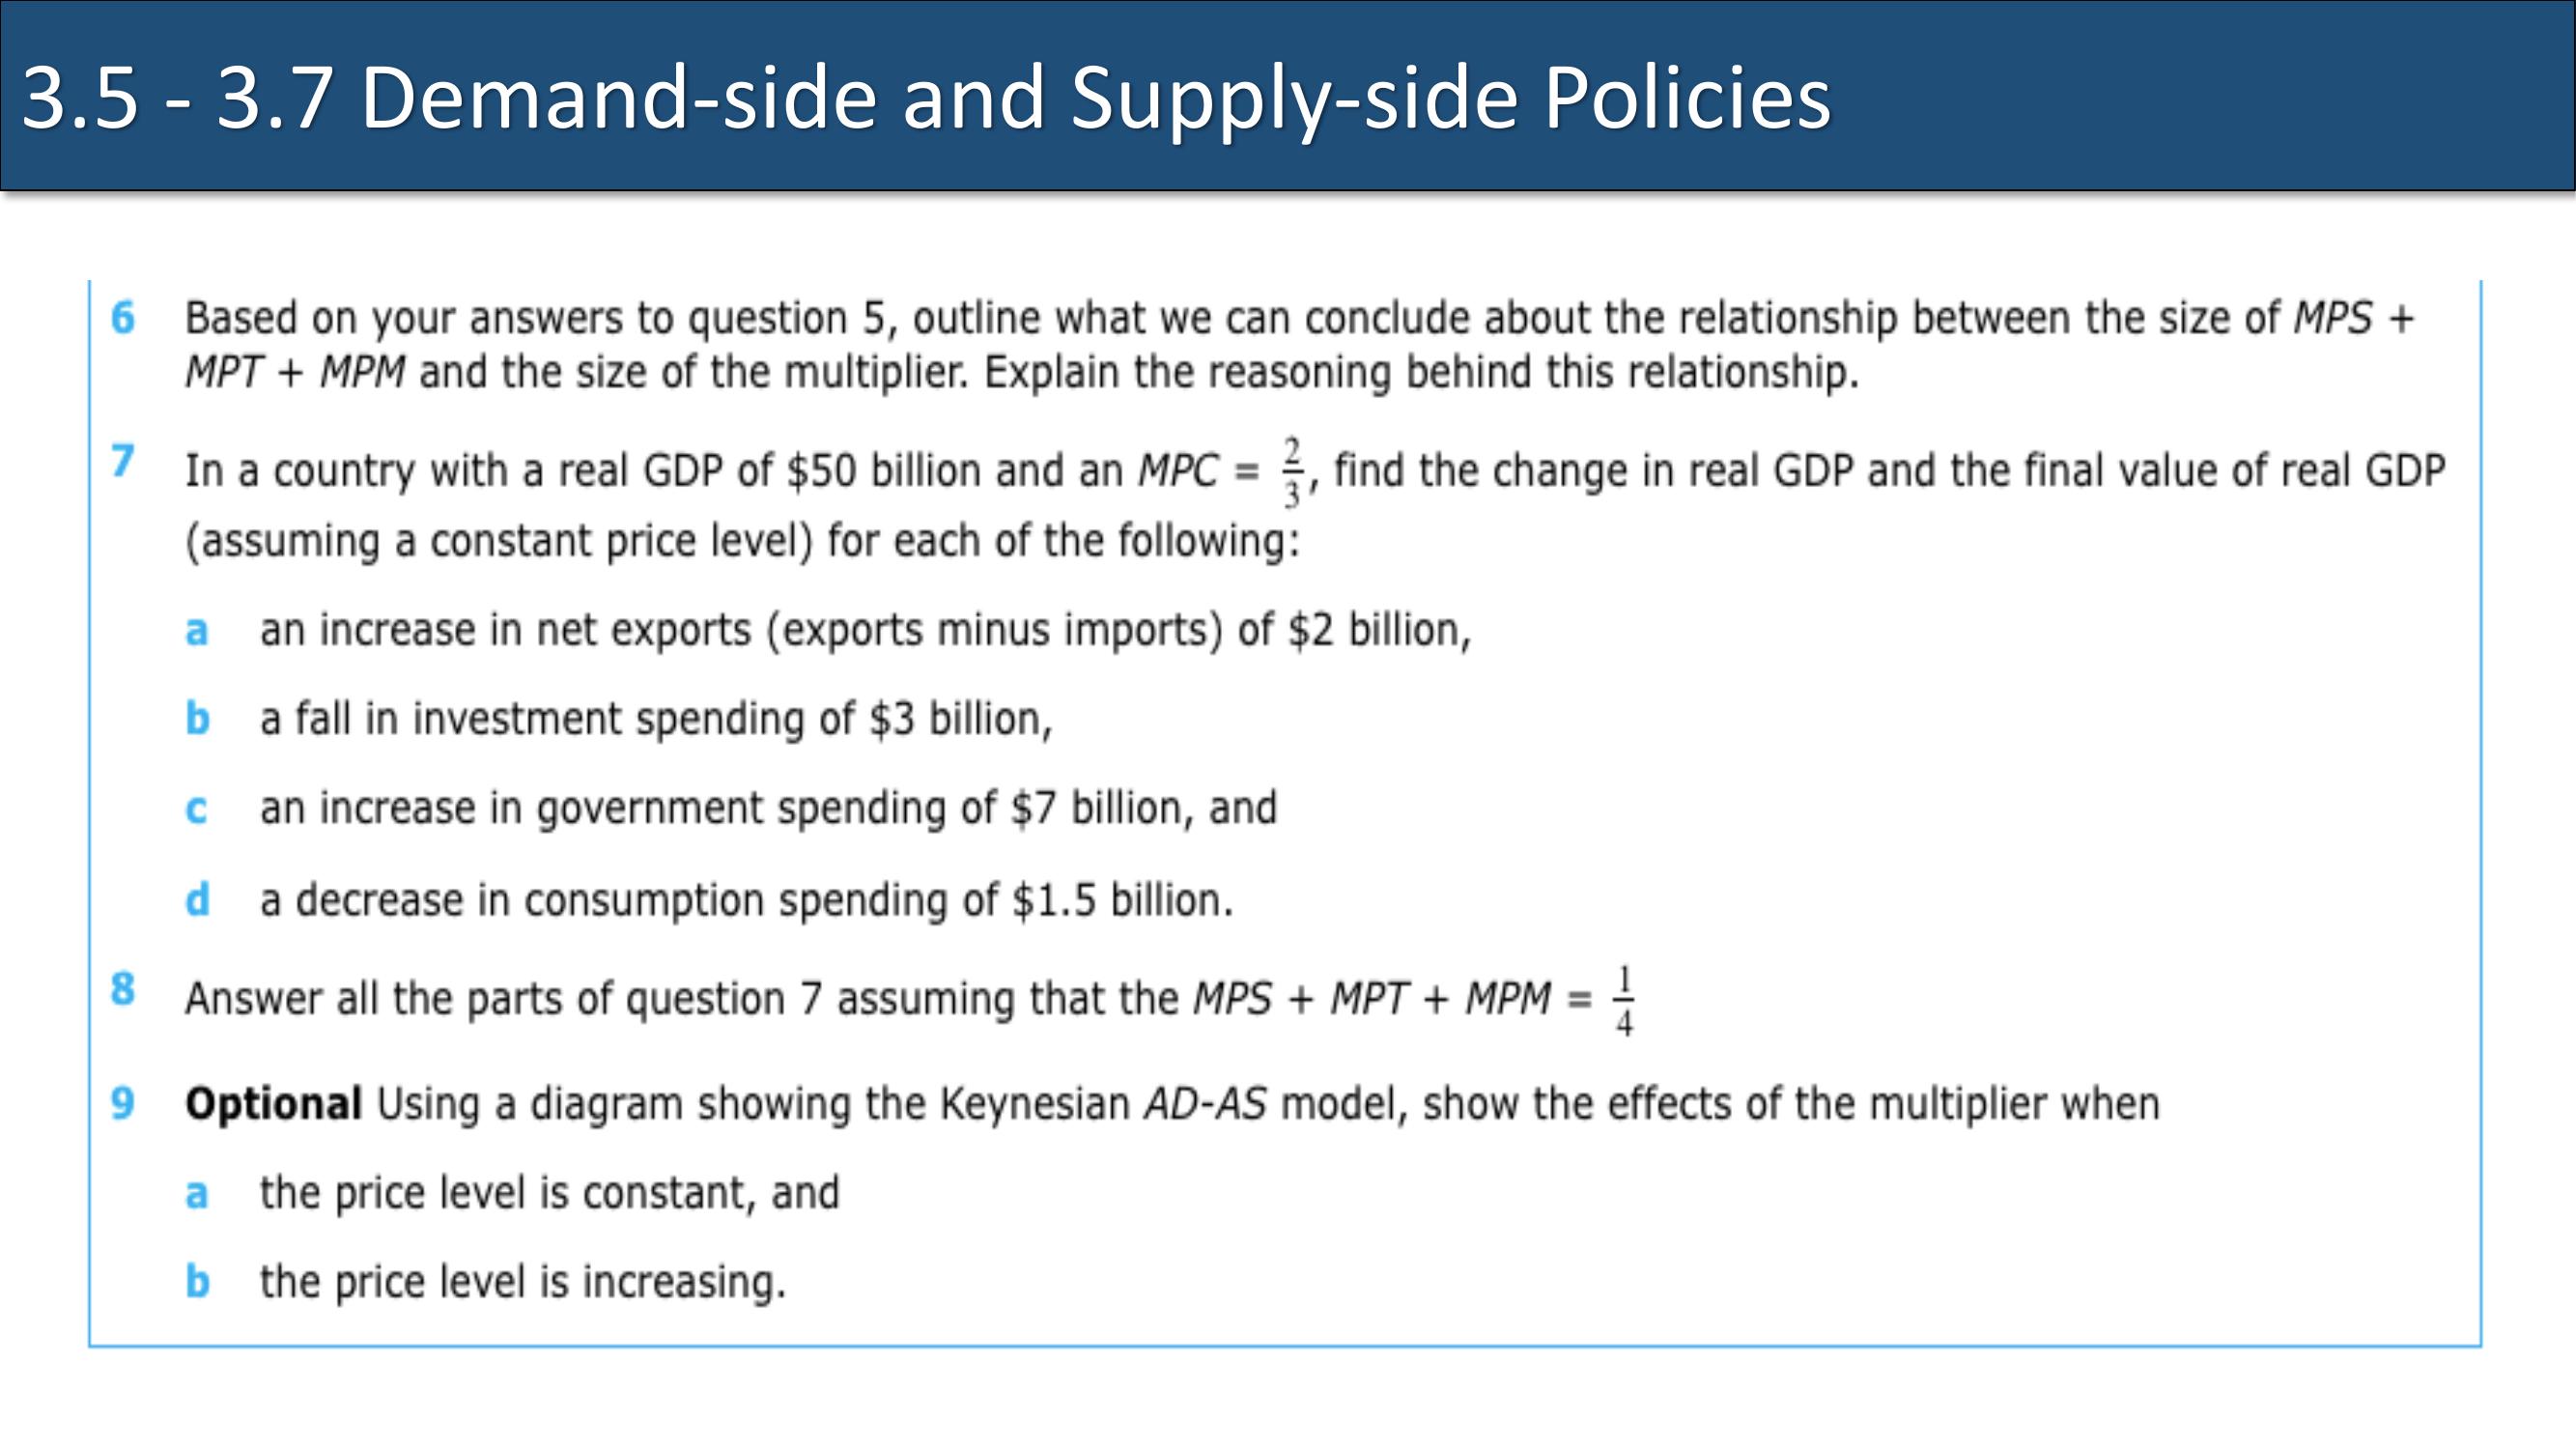 3.5 - 3.7 Demand-side and Supply-side Policies
6 Based on your answers to question 5, outline what we can conclude about the relationship between the size of MPS +
MPT + MPM and the size of the multiplier. Explain the reasoning behind this relationship.
7 In a country with a real GDP of $50 billion and an MPC = 2/3, find the change in real GDP and the final value of real GDP
(assuming a constant price level) for each of the following:
a an increase in net exports (exports minus imports) of $2 billion,
b a fall in investment spending of $3 billion,
c an increase in government spending of $7 billion, and
d a decrease in consumption spending of $1.5 billion.
8 Answer all the parts of question 7 assuming that the MPS + MPT + MPM = 1/4
9 Optional Using a diagram showing the Keynesian AD-AS model, show the effects of the multiplier when
a the price level is constant, and
b the price level is increasing.